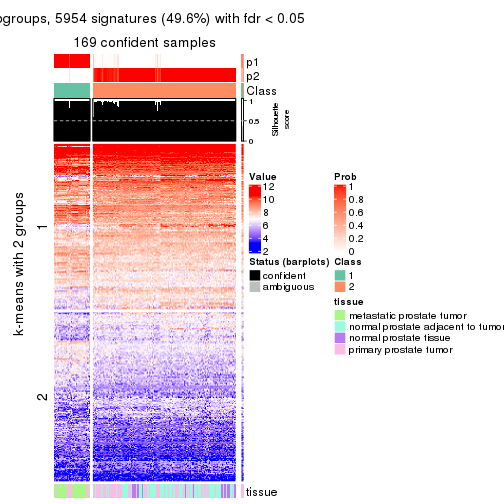 ogroups, 5954 signatures (49.6%) with fdr < 0.05
169 confident samples
p1
p2
Class
1
0.5
0
Silhouette
score
k-means with 2 groups
1
2
Value
12
10
8
6
4
2
Prob
1
0.8
0.6
0.4
0.2
0
Status (barplots)
confident
ambiguous
Class
1
2
tissue
metastatic prostate tumor
normal prostate adjacent to tumor
normal prostate tissue
primary prostate tumor
tissue